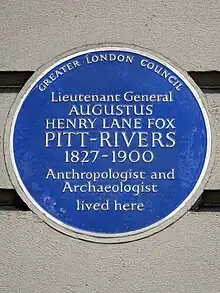 GREATER LONDON COUNCIL
Lieutenant General
AUGUSTUS
HENRY LANE FOX
PITT-RIVERS
1827-1900
Anthropologist and
Archaeologist
lived here